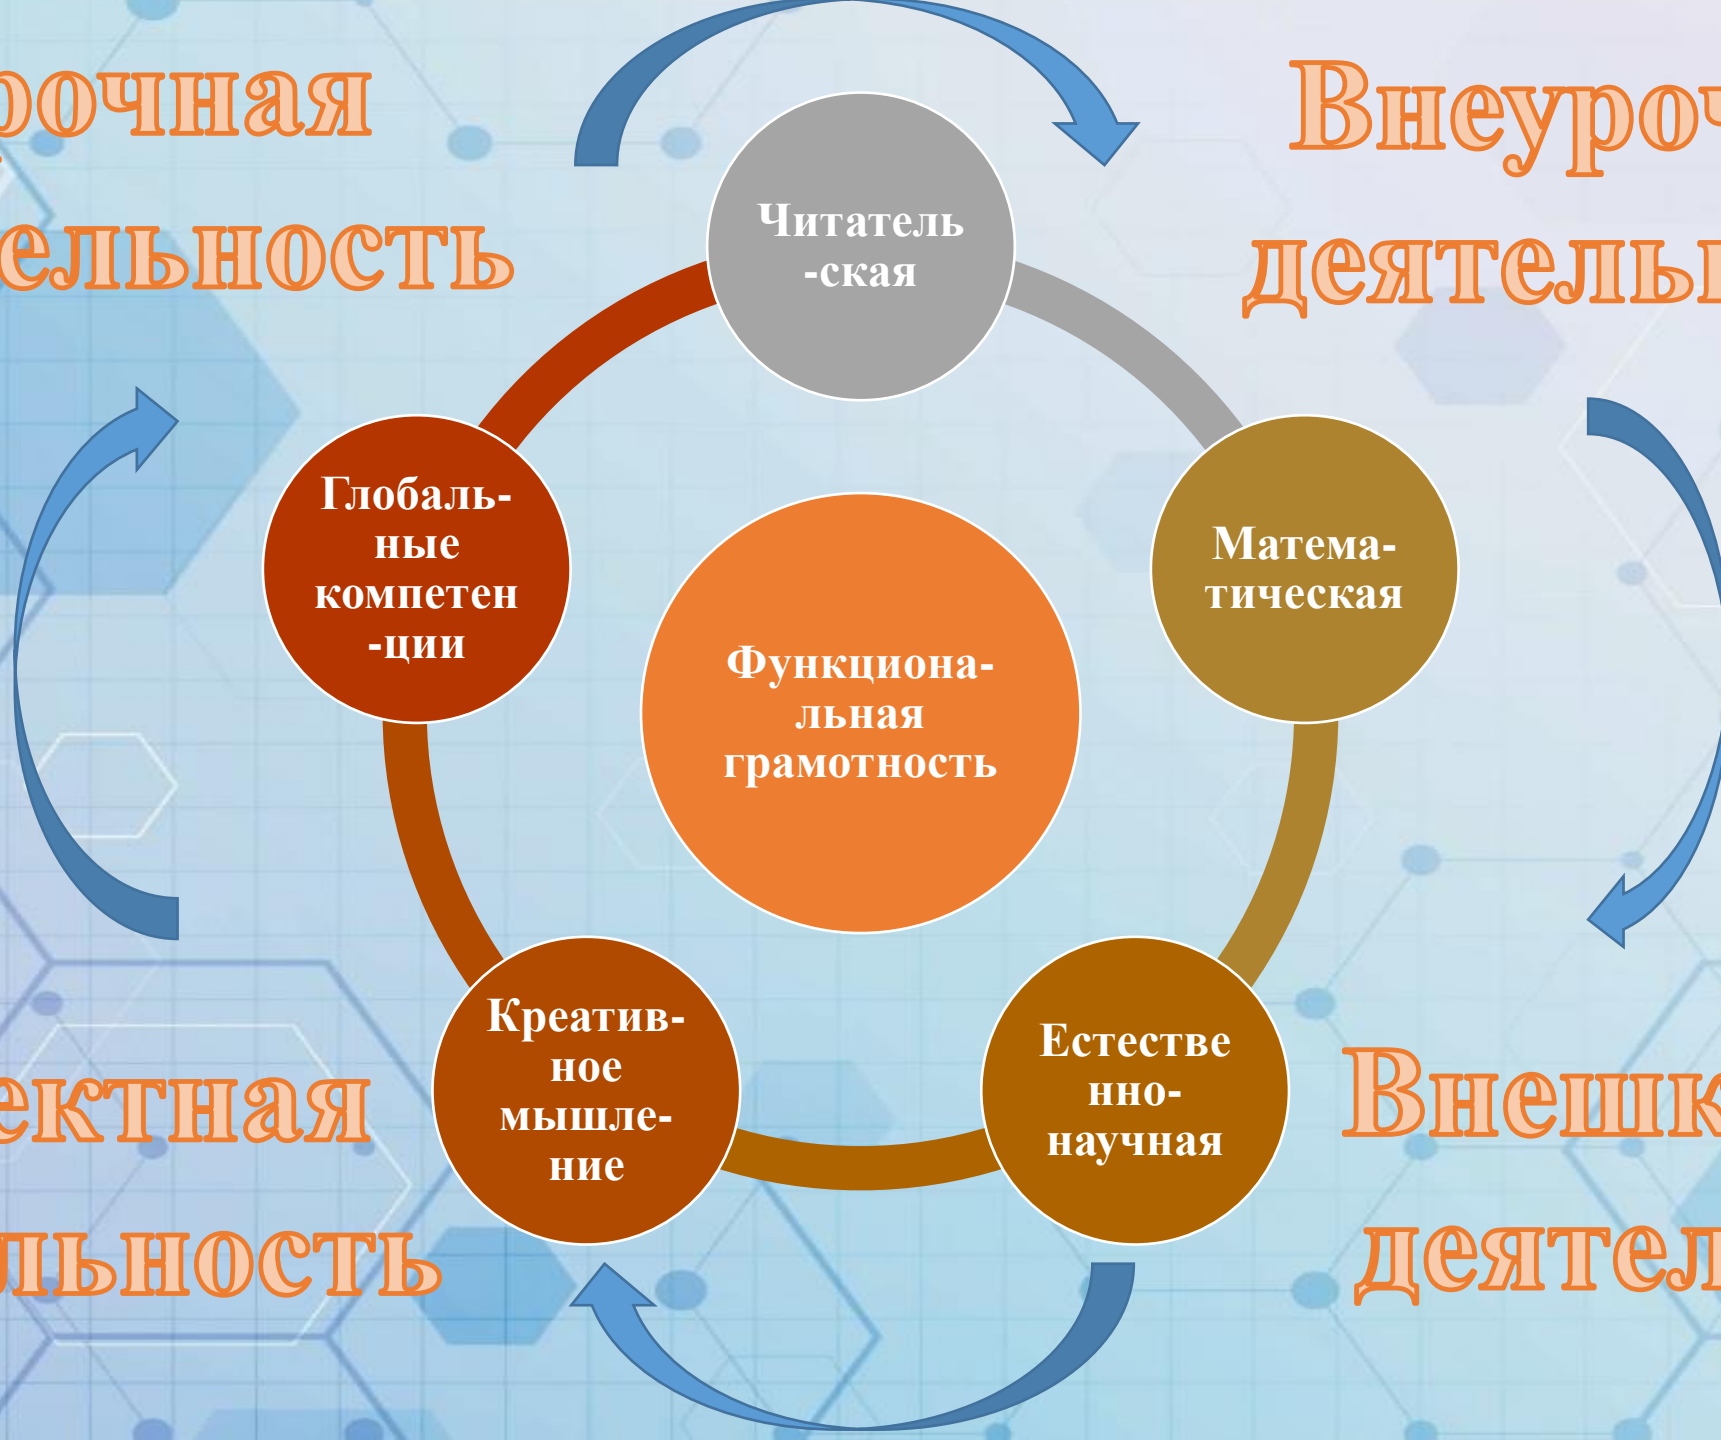 рочная
ельность
Внеуроч
деятельн
Читатель
-ская
Глобаль-
ные
компетен
-ции
Матема-
тическая
Функциона-
льная
грамотность
Креатив-
ное
мышле-
ние
Естестве
нно-
научная
ектная
льность
Внешк
деятел